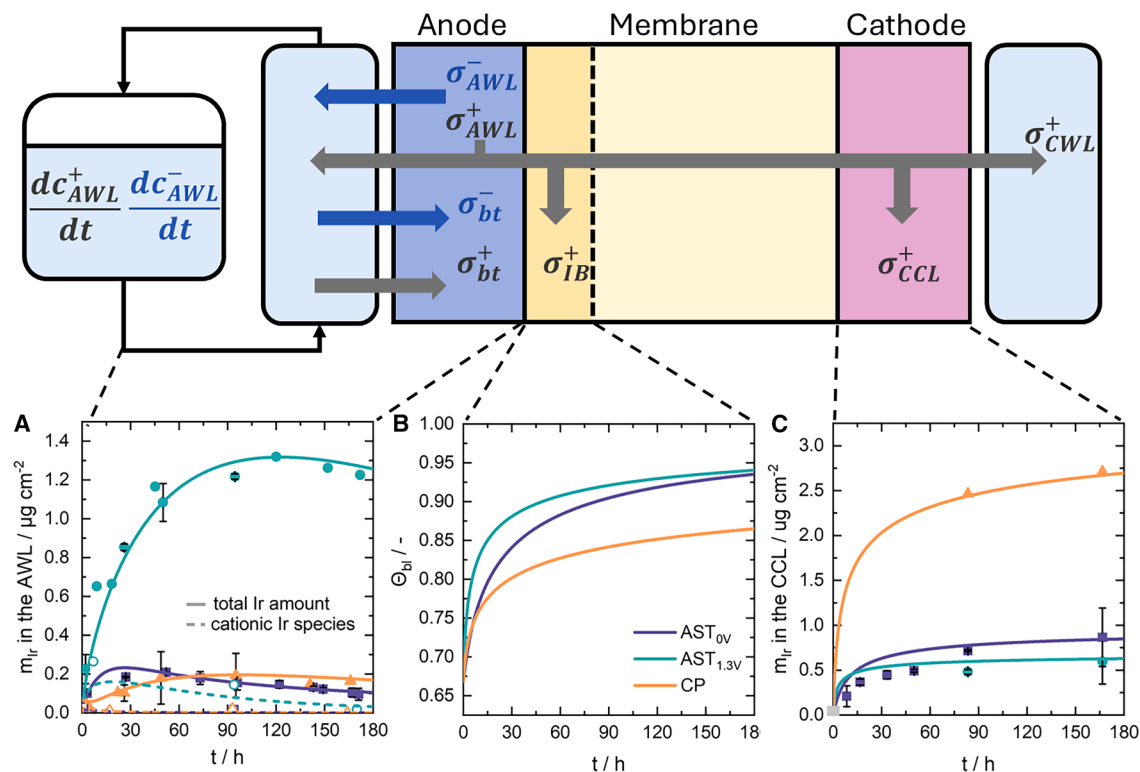 Anode Membrane Cathode
σ⁻AWL
σ⁺AWL
σ⁺CWL
dc⁺AWL/dt dc⁻AWL/dt
σ⁻bt
σ⁺bt σ⁺IB σ⁺CCL
A
m_Ir in the AWL / µg cm⁻²
1.4
1.2
1.0
0.8
0.6
0.4
0.2
0.0
total Ir amount
cationic Ir species
0 30 60 90 120 150 180
t / h
B
Θ_bl / -
1.00
0.95
0.90
0.85
0.80
0.75
0.70
0.65
AST0V
AST1.3V
CP
0 30 60 90 120 150 180
t / h
C
m_Ir in the CCL / ug cm⁻²
3.0
2.5
2.0
1.5
1.0
0.5
0.0
0 30 60 90 120 150 180
t / h